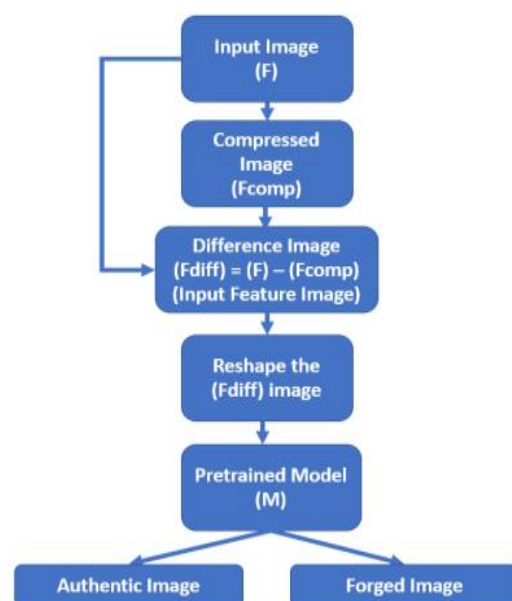 Input Image
(F)
Compressed
Image
(Fcomp)
Difference Image
(Fdiff) = (F) – (Fcomp)
(Input Feature Image)
Reshape the
(Fdiff) image
Pretrained Model
(M)
Authentic Image
Forged Image